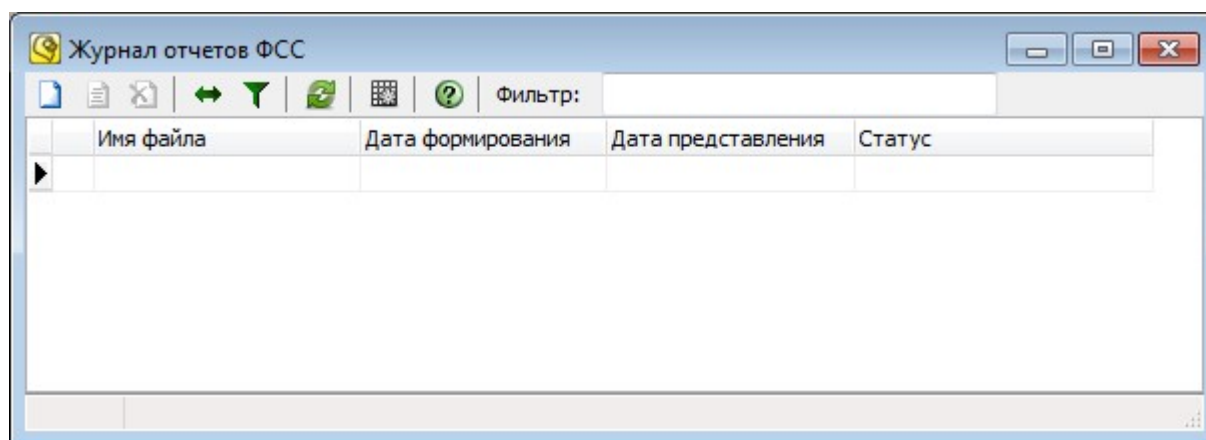 Журнал отчетов ФСС
Фильтр:
Имя файла Дата формирования Дата представления Статус